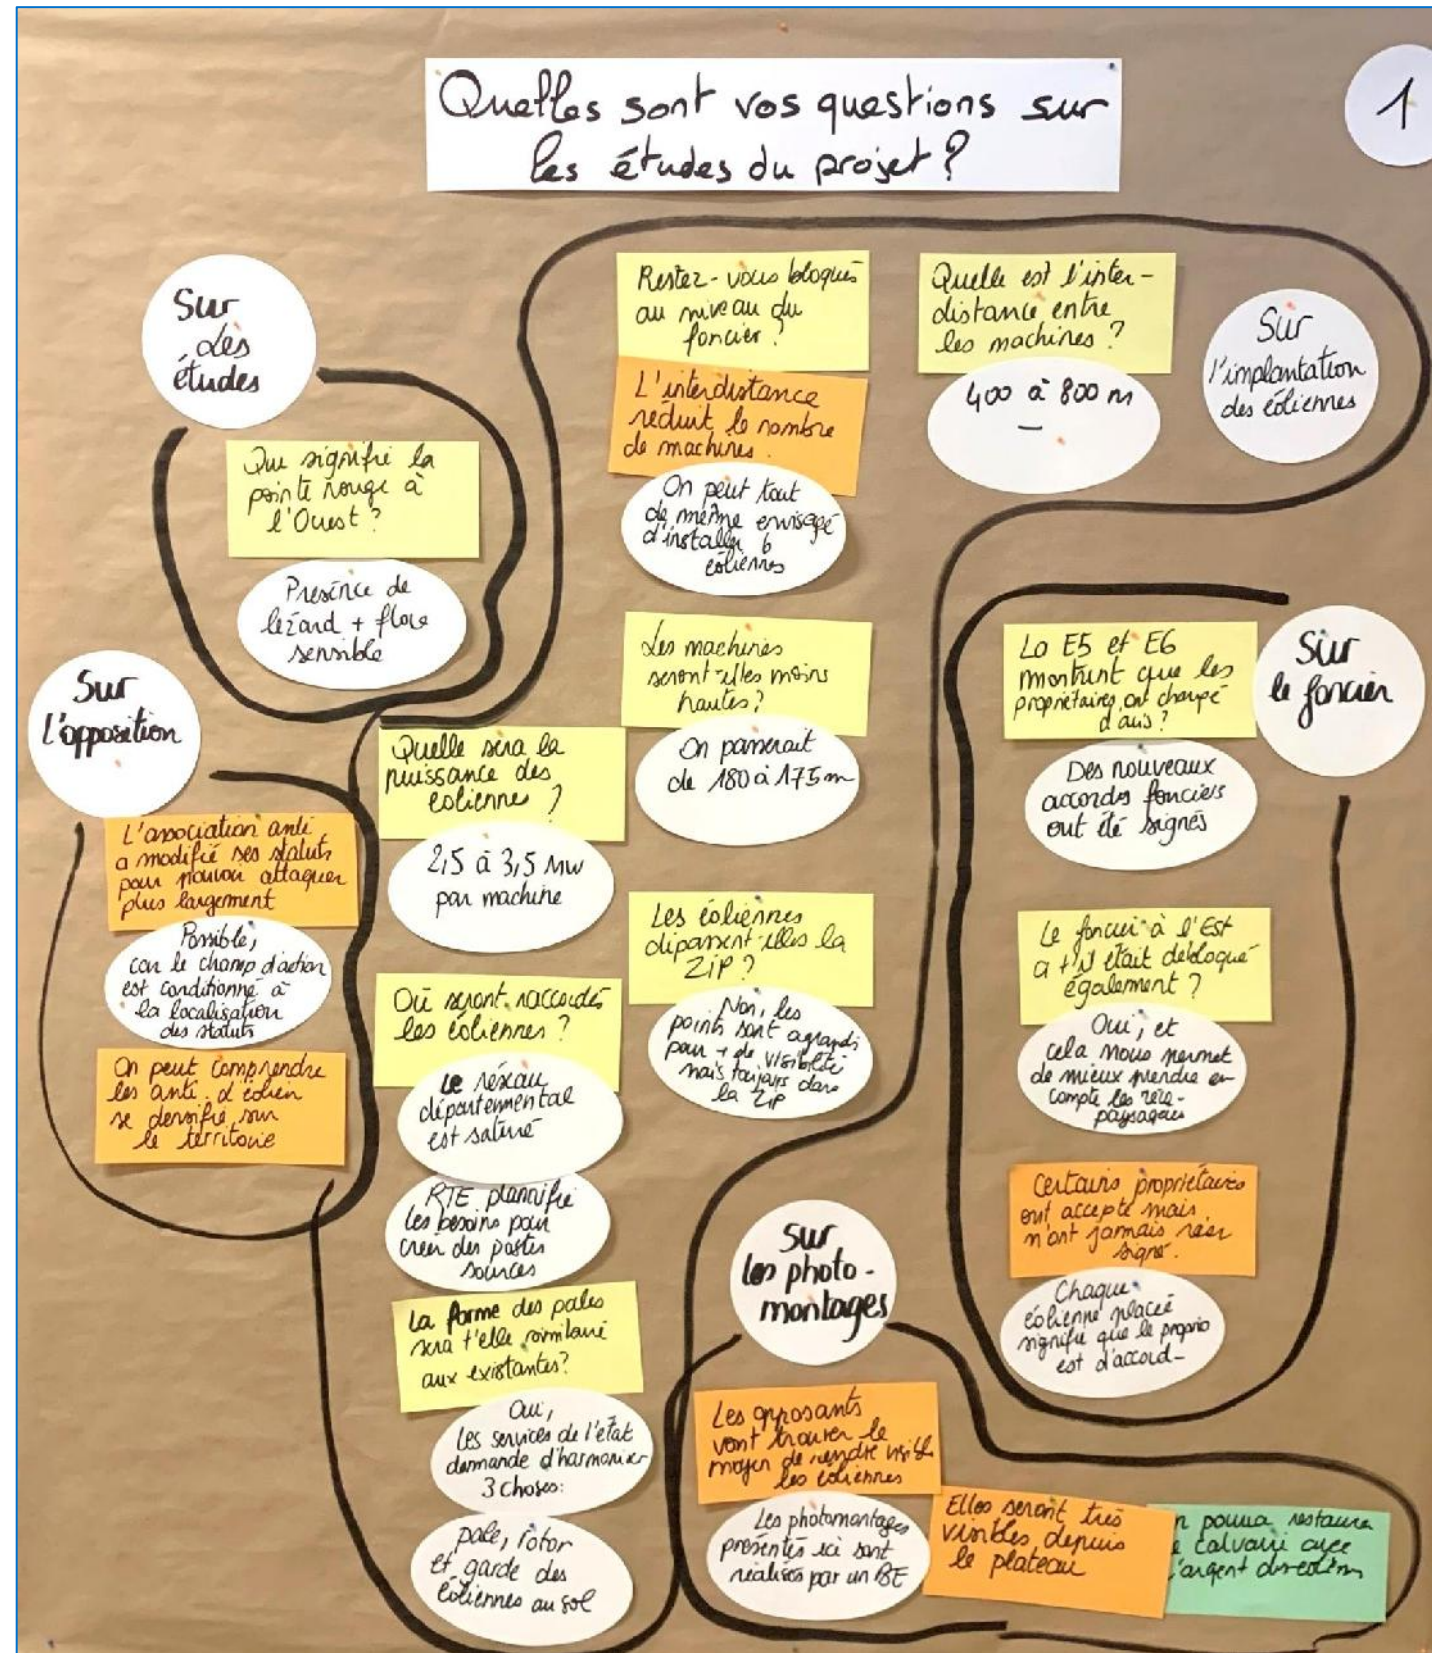 Quelles sont vos questions sur
les études du projet ?
1
Sur
les
études
Que signifie la
pointe rouge à
l'Ouest ?
Présence de
lézard + flore
sensible
Sur
l'opposition
L'association anti
a modifié ses statuts
pour pouvoir attaquer
plus largement
Possible,
car le champ d'action
est conditionné à
la localisation
des statuts
On peut comprendre
les anti. d'éolien
se densifie sur
le territoire
Sur
l'implantation
des éoliennes
Restez-vous bloqués
au niveau du
foncier ?
L'interdistance
réduit le nombre
de machines.
On peut tout
de même envisagé
d'installer 6
éoliennes
Quelle est l'inter-
distance entre
les machines ?
400 à 800 m
Les machines
seront-elles moins
hautes ?
On passerait
de 180 à 175 m
Quelle sera la
puissance des
éolienne ?
2,5 à 3,5 MW
par machine
Les éoliennes
dépassent-elles la
ZIP ?
Non, les
points sont agrandis
pour + de visibilité
mais toujours dans
la ZIP
Où seront raccordés
les éoliennes ?
Le réseau
départemental
est saturé
RTE plannifie
les besoins pour
créer des postes
sources
La forme des pales
sera t'elle similaire
aux existantes ?
Oui,
les services de l'état
demande d'harmoniser
3 choses :
pale, rotor
et garde des
éoliennes au sol
Sur
le foncier
La E5 et E6
montrent que les
propriétaires ont changé
d'avis ?
Des nouveaux
accords fonciers
ont été signés
Le foncier à l'Est
a t'il était débloqué
également ?
Oui, et
cela nous permet
de mieux prendre en
compte les
paysagères
Certains propriétaires
ont accepté mais
n'ont jamais rien
signé.
Chaque
éolienne placée
signifie que le proprio
est d'accord-
Sur
les photo-
montages
Les opposants
vont trouver le
moyen de rendre visible
les éoliennes
Les photomontages
présentés ici sont
réalisés par un BE
Elles seront très
visibles depuis
le plateau
pourra restaurer
calvaire avec
l'argent des éoliens